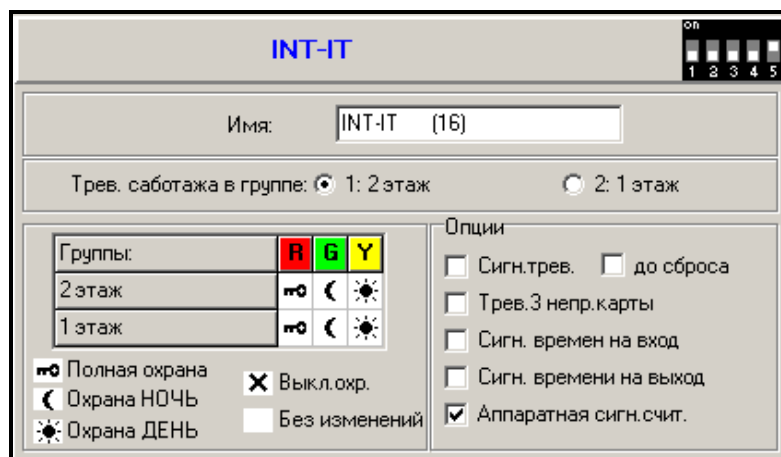 INT-IT
on
1 2 3 4 5
Имя: INT-IT (16)
Трев. саботажа в группе: 1: 2 этаж 2: 1 этаж
Группы: R G Y
2 этаж
1 этаж
Полная охрана
Охрана НОЧЬ
Охрана ДЕНЬ
Выкл.охр.
Без изменений
Опции
Сигн.трев. до сброса
Трев.3 непр.карты
Сигн. времен на вход
Сигн. времени на выход
Аппаратная сигн.счит.